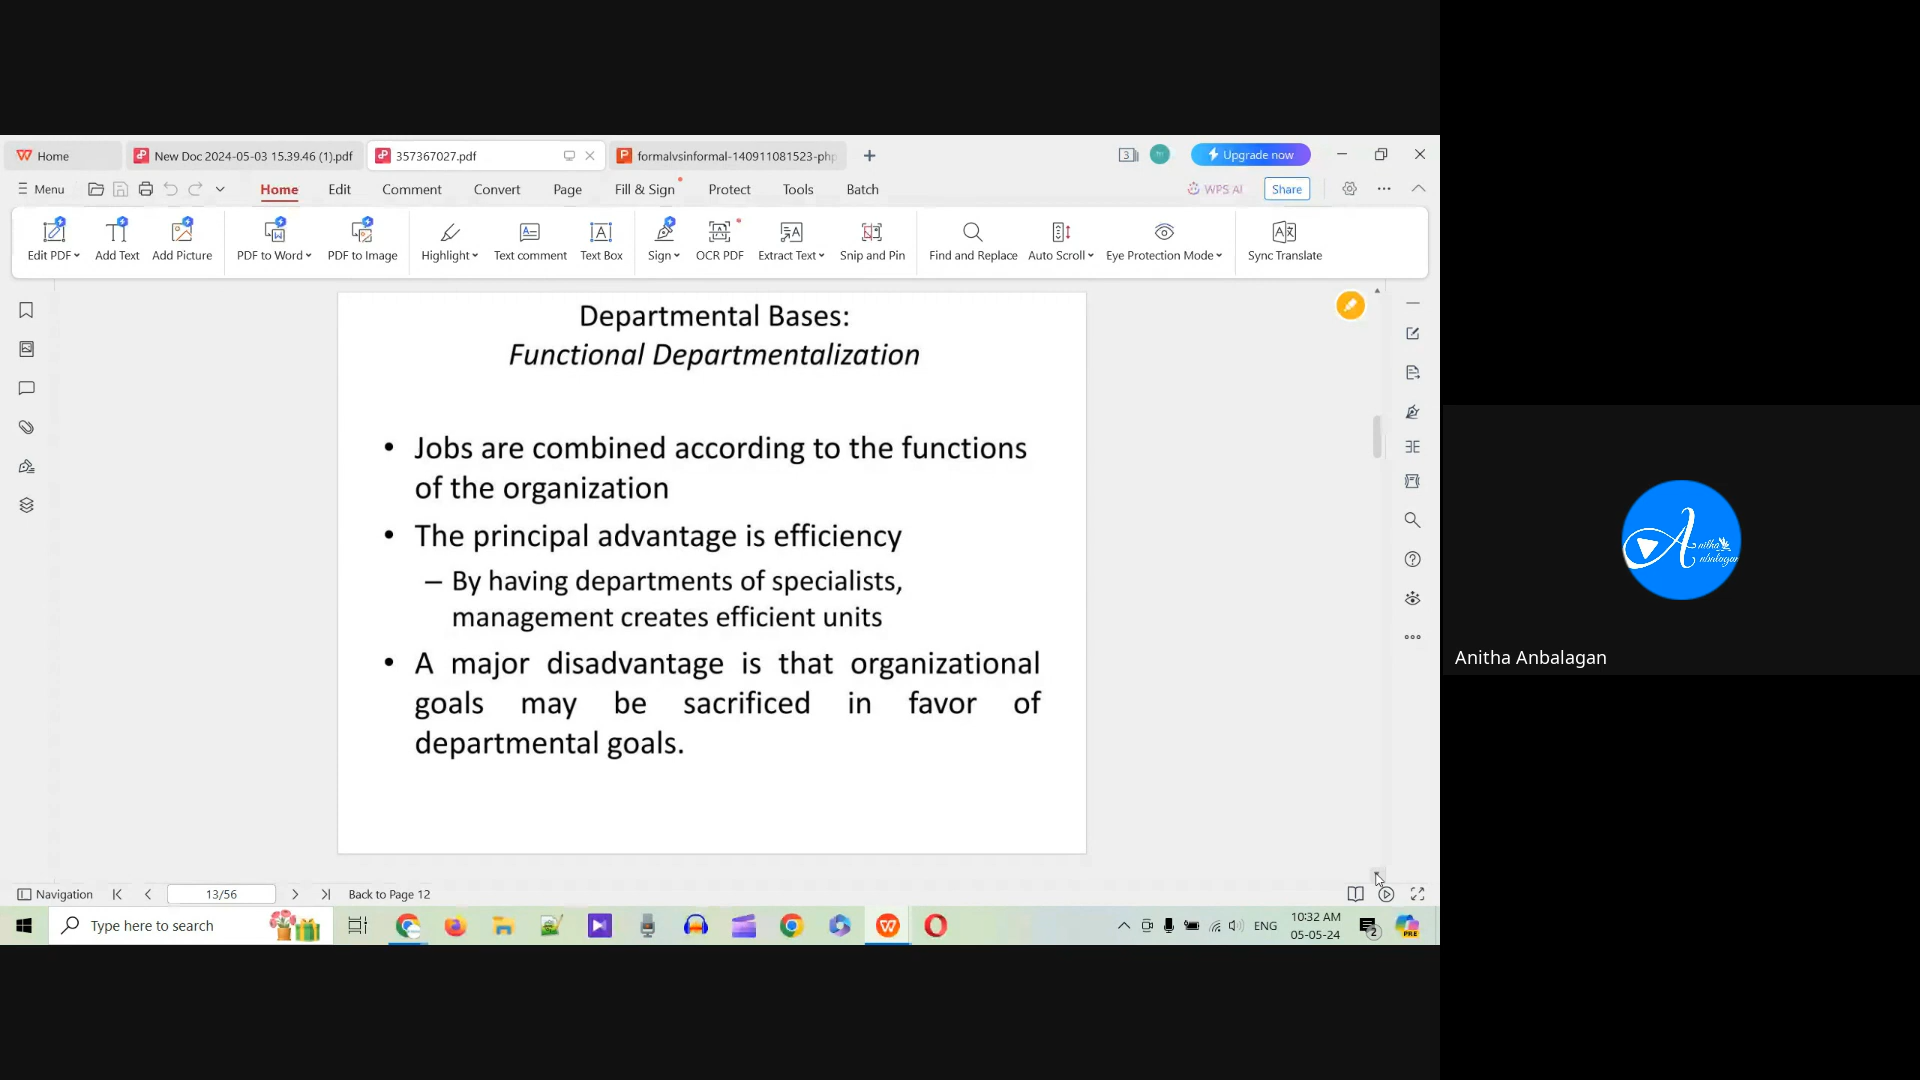 Home
New Doc 2024-05-03 15.39.46 (1).pdf
357367027.pdf
formalvsinformal-140911081523-php
3
Upgrade now
Menu
Home
Edit
Comment
Convert
Page
Fill & Sign
Protect
Tools
Batch
WPS AI
Share
Edit PDF
Add Text
Add Picture
PDF to Word
PDF to Image
Highlight
Text comment
Text Box
Sign
OCR PDF
Extract Text
Snip and Pin
Find and Replace
Auto Scroll
Eye Protection Mode
Sync Translate
Departmental Bases:
Functional Departmentalization
• Jobs are combined according to the functions
of the organization
• The principal advantage is efficiency
– By having departments of specialists,
management creates efficient units
• A major disadvantage is that organizational
goals may be sacrificed in favor of
departmental goals.
Anitha Anbalagan
Anitha Anbalagan
Navigation
13/56
Back to Page 12
Type here to search
ENG
10:32 AM
05-05-24
2
PRE